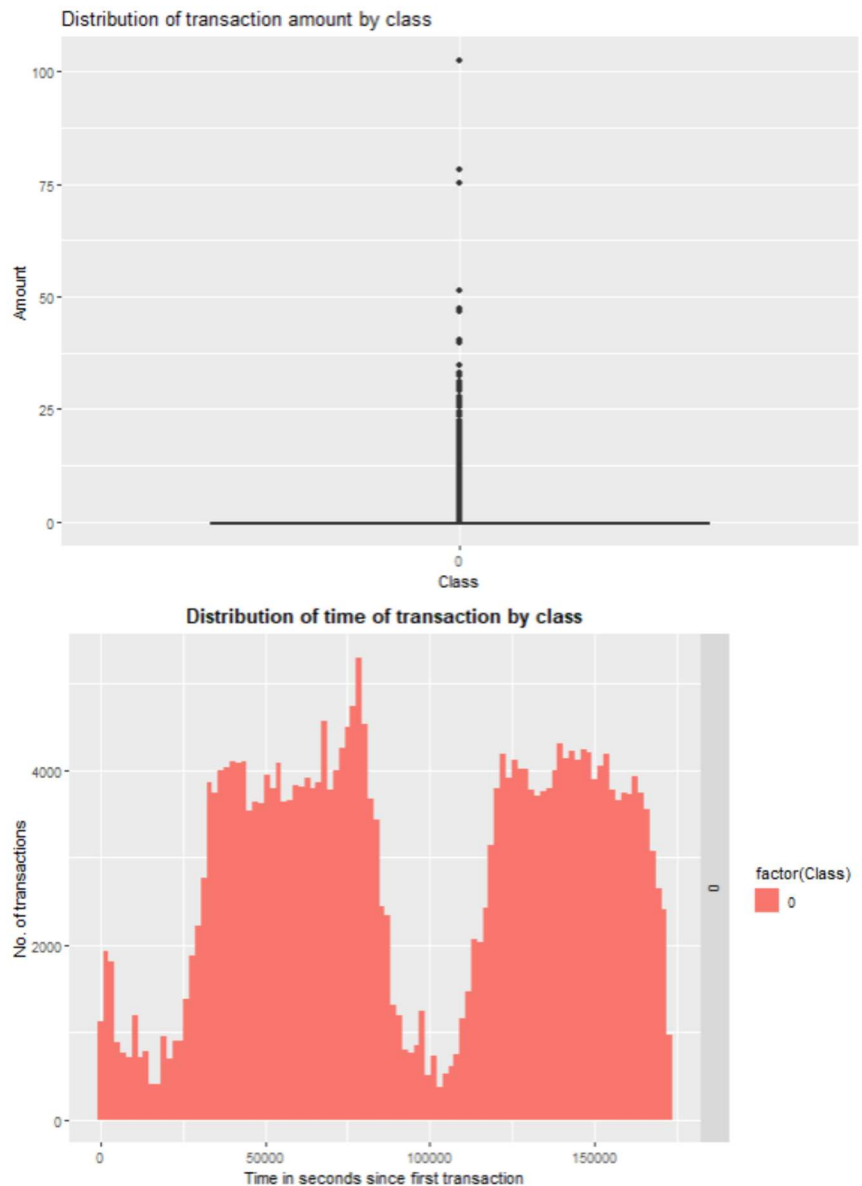 Distribution of transaction amount by class
100
75
50
25
0
Amount
0
Class
Distribution of time of transaction by class
4000
2000
0
No. of transactions
0
factor(Class)
0
0 50000 100000 150000
Time in seconds since first transaction